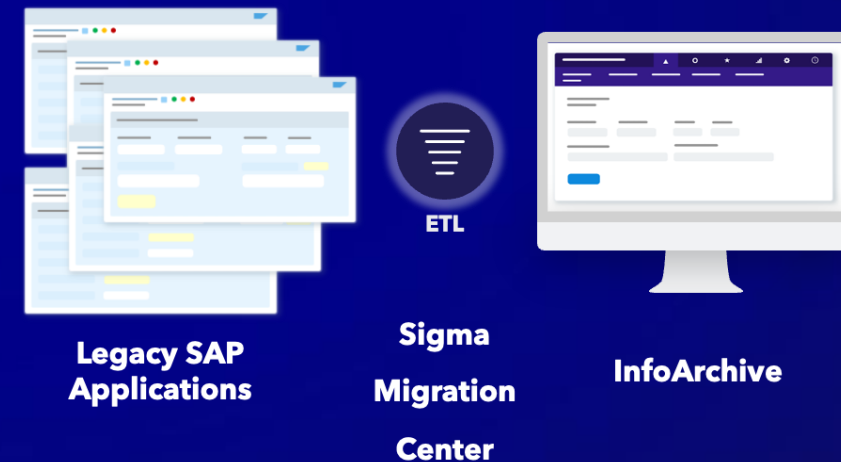 ETL
Legacy SAP
Applications
Sigma
Migration
Center
InfoArchive